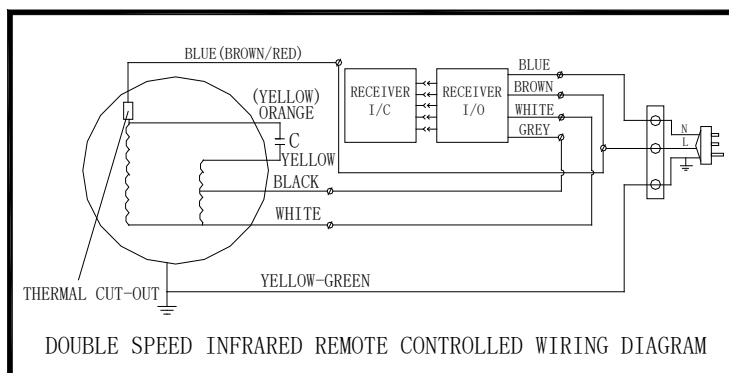 BLUE(BROWN/RED)
(YELLOW)
ORANGE
C
YELLOW
BLACK
WHITE
THERMAL CUT-OUT
YELLOW-GREEN
RECEIVER
I/C
RECEIVER
I/O
BLUE
BROWN
WHITE
GREY
N
L
DOUBLE SPEED INFRARED REMOTE CONTROLLED WIRING DIAGRAM